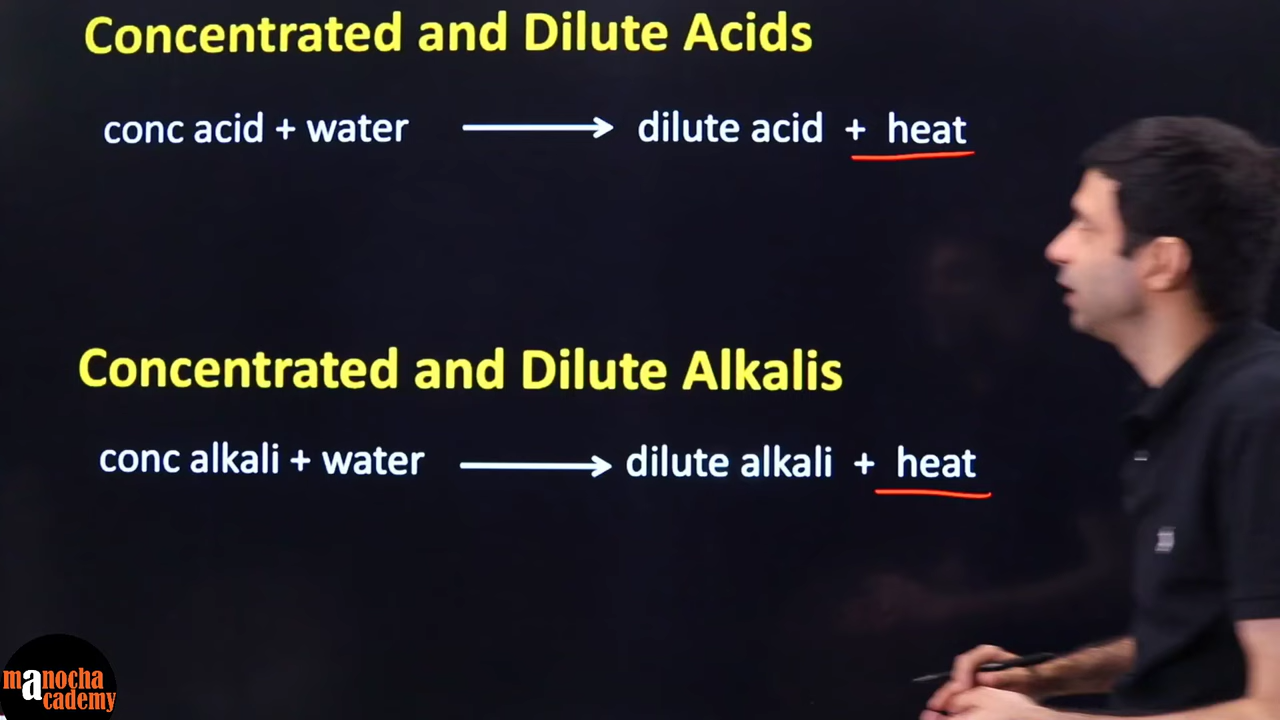 Concentrated and Dilute Acids
conc acid + water ⟶ dilute acid + heat
Concentrated and Dilute Alkalis
conc alkali + water ⟶ dilute alkali + heat
manocha
academy